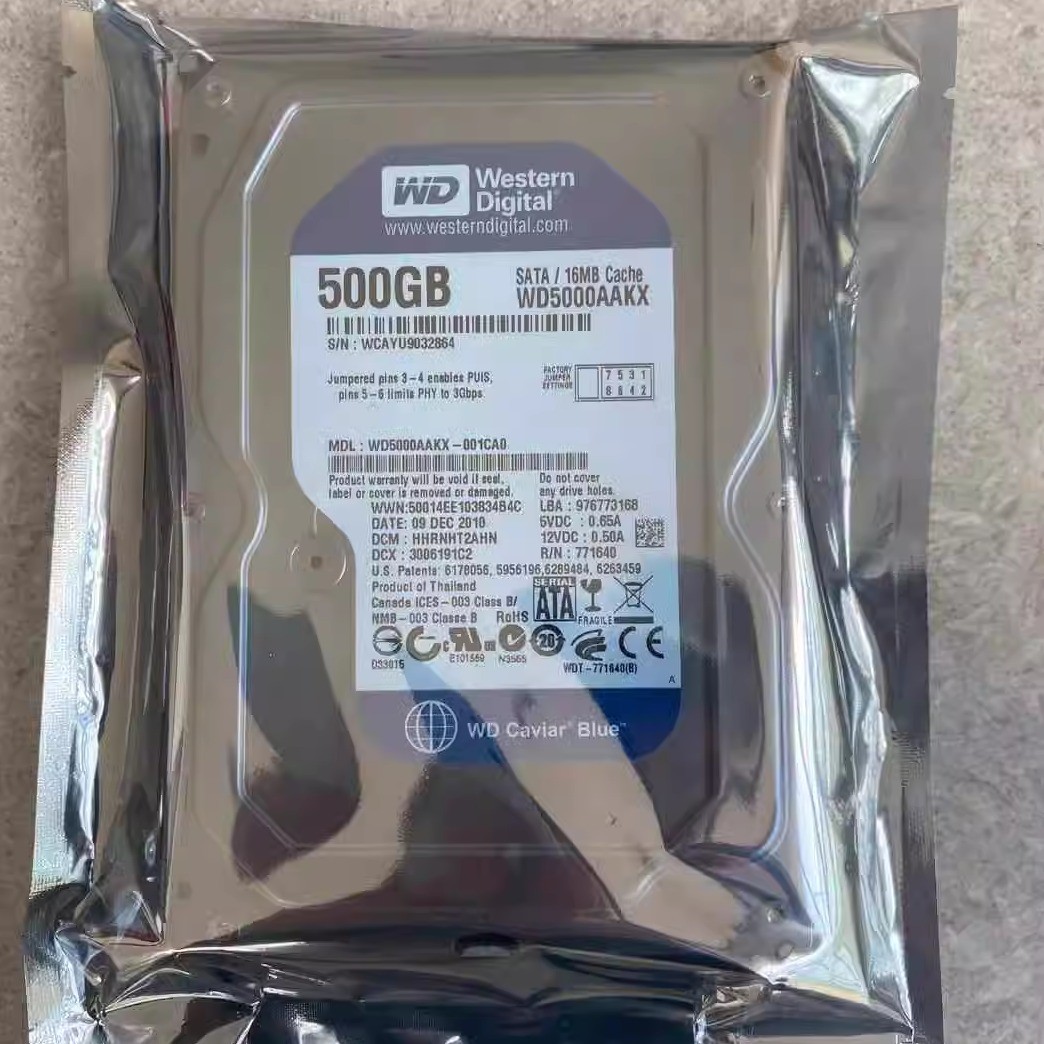 WD Western Digital
www.westerndigital.com
500GB
SATA / 16MB Cache
WD5000AAKX
S/N : WCAYU9032864
Jumpered pins 3-4 enables PUIS,
pins 5-6 limits PHY to 3Gbps
FACTORY JUMPER SETTINGS
7 5 3 1
8 6 4 2
MDL : WD5000AAKX-001CA0
Product warranty will be void if seal,
label or cover is removed or damaged.
Do not cover
any drive holes.
WWN:50014EE103834B4C
LBA : 976773168
DATE: 09 DEC 2010
5VDC : 0.65A
DCM : HHRNHT2AHN
12VDC : 0.50A
DCX : 3006191C2
R/N : 771640
U.S. Patents: 6178056, 5956196,6289484, 6263459
Product of Thailand
SERIAL
ATA
Canada ICES-003 Class B/
NMB-003 Classe B
RoHS
FRAGILE
20
CE
D33015
E101559
N3565
WDT-771640(B)
A
WD Caviar® Blue™